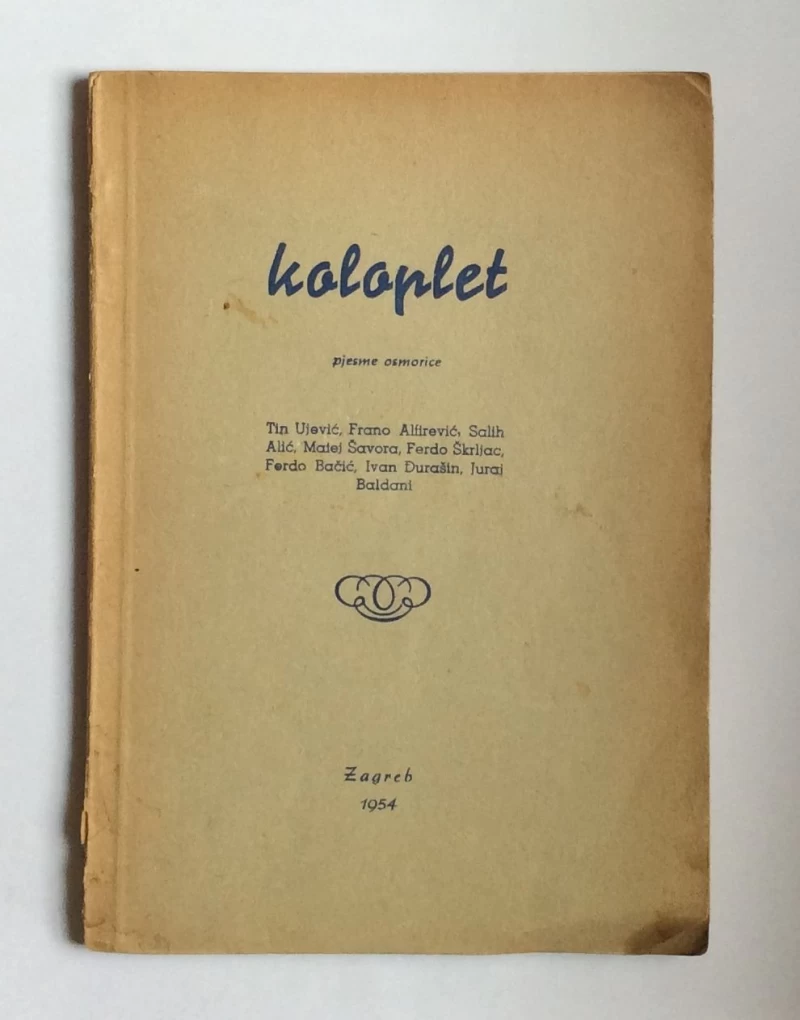 koloplet
pjesme osmorice
Tin Ujević, Frano Alfirević, Salih
Alić, Matej Šavora, Ferdo Škrljac,
Ferdo Bačić, Ivan Đurašin, Juraj
Baldani
Zagreb
1954